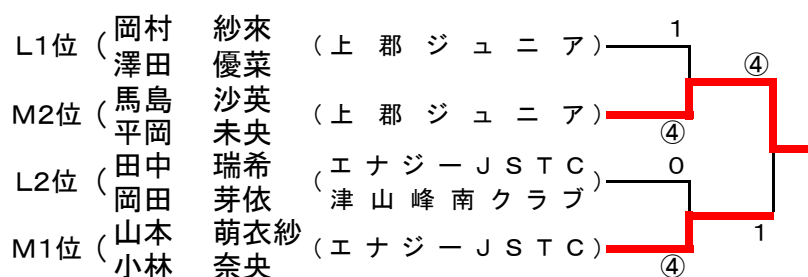 L1位 ( 岡村 紗來 ( 上郡ジュニア ) 1
澤田 優菜
④
M2位 ( 馬島 沙英 ( 上郡ジュニア )
平岡 未央 ④
L2位 ( 田中 瑞希 ( エナジーJSTC ) 0
岡田 芽依 津山峰南クラブ
M1位 ( 山本 萌衣紗 ( エナジーJSTC ) 1
小林 奈央 ④